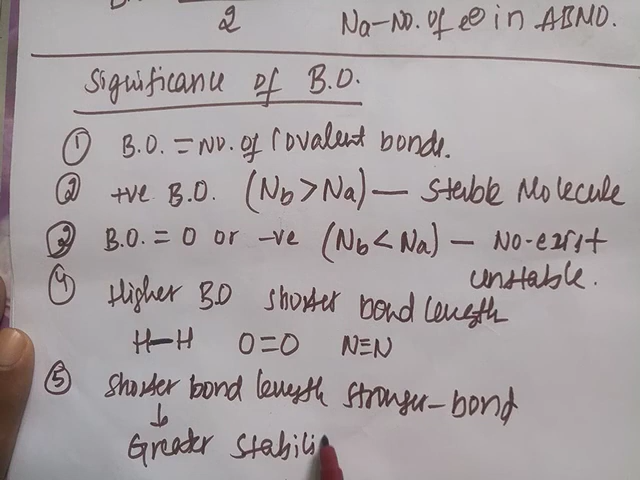 2 Na-No. of e⊖ in ABMO.
Significance of B.O.
① B.O. = No. of Covalent bonds.
② +ve B.O. (Nb > Na) — Stable Molecule
③ B.O. = 0 or -ve (Nb < Na) — No-exist
unstable.
④ Higher BO shorter bond length
H-H O=O N≡N
⑤ Shorter bond length stronger-bond
↓
Greater Stabili